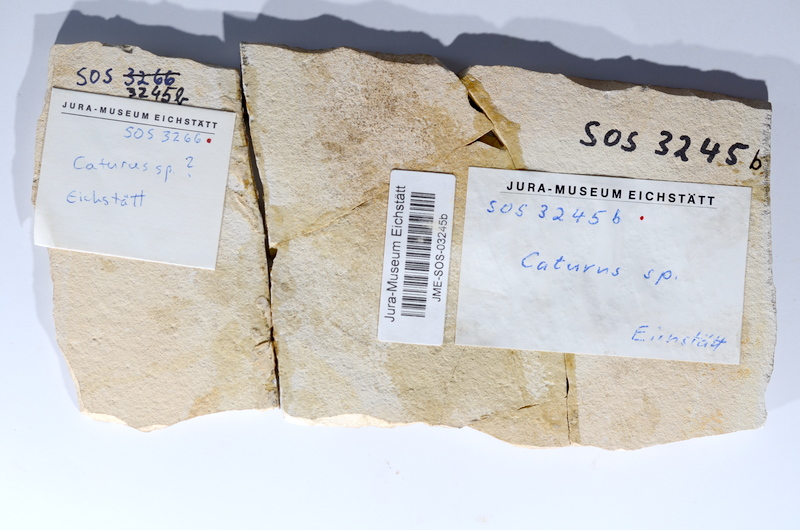 SOS 3266
3245b
JURA-MUSEUM EICHSTÄTT
SOS 3266
Caturus sp. ?
Eichstätt
SOS 3245b
Jura-Museum Eichstätt
JME-SOS-03245b
JURA-MUSEUM EICHSTÄTT
SOS 3245b
Caturus sp.
Eichstätt